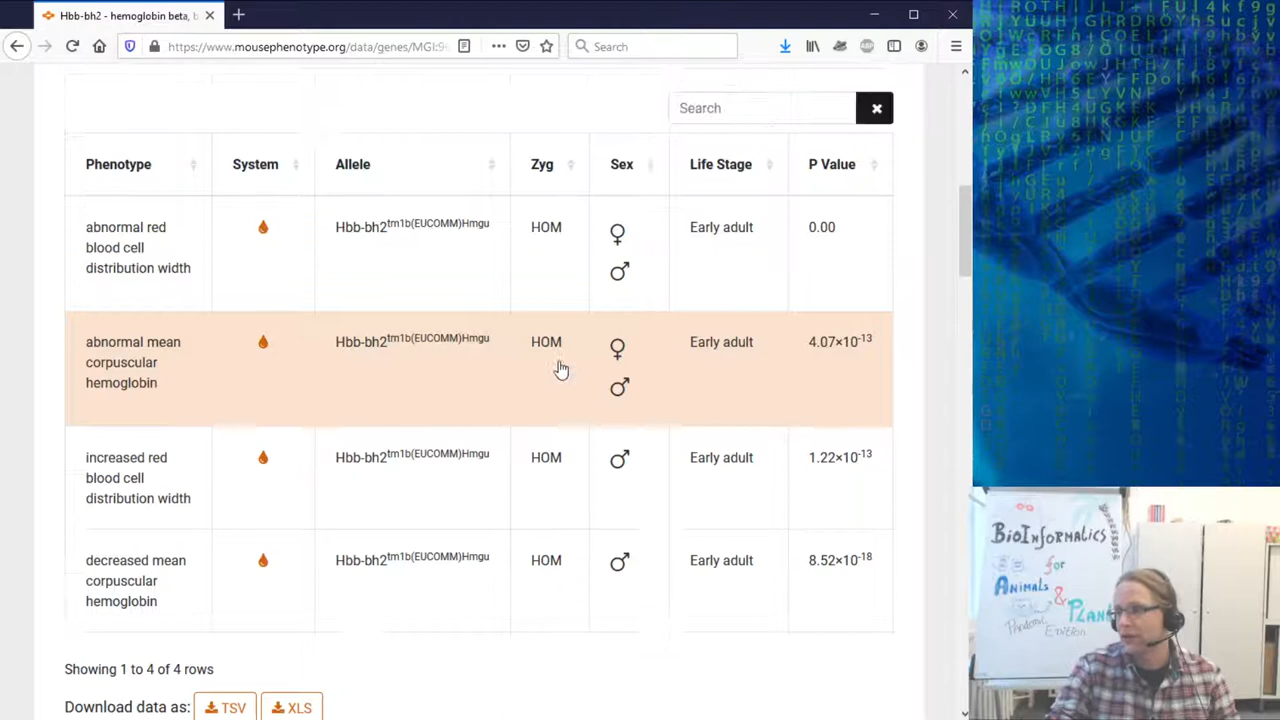 Hbb-bh2 - hemoglobin beta, b
https://www.mousephenotype.org/data/genes/MGI:9
Search
Search
Phenotype System Allele Zyg Sex Life Stage P Value
abnormal red blood cell distribution width Hbb-bh2tm1b(EUCOMM)Hmgu HOM ♀ ♂ Early adult 0.00
abnormal mean corpuscular hemoglobin Hbb-bh2tm1b(EUCOMM)Hmgu HOM ♀ ♂ Early adult 4.07×10-13
increased red blood cell distribution width Hbb-bh2tm1b(EUCOMM)Hmgu HOM ♂ Early adult 1.22×10-13
decreased mean corpuscular hemoglobin Hbb-bh2tm1b(EUCOMM)Hmgu HOM ♂ Early adult 8.52×10-18
Showing 1 to 4 of 4 rows
Download data as: TSV XLS
BioInformatics
for
Animals
&
Plant
Pandemic
Edition